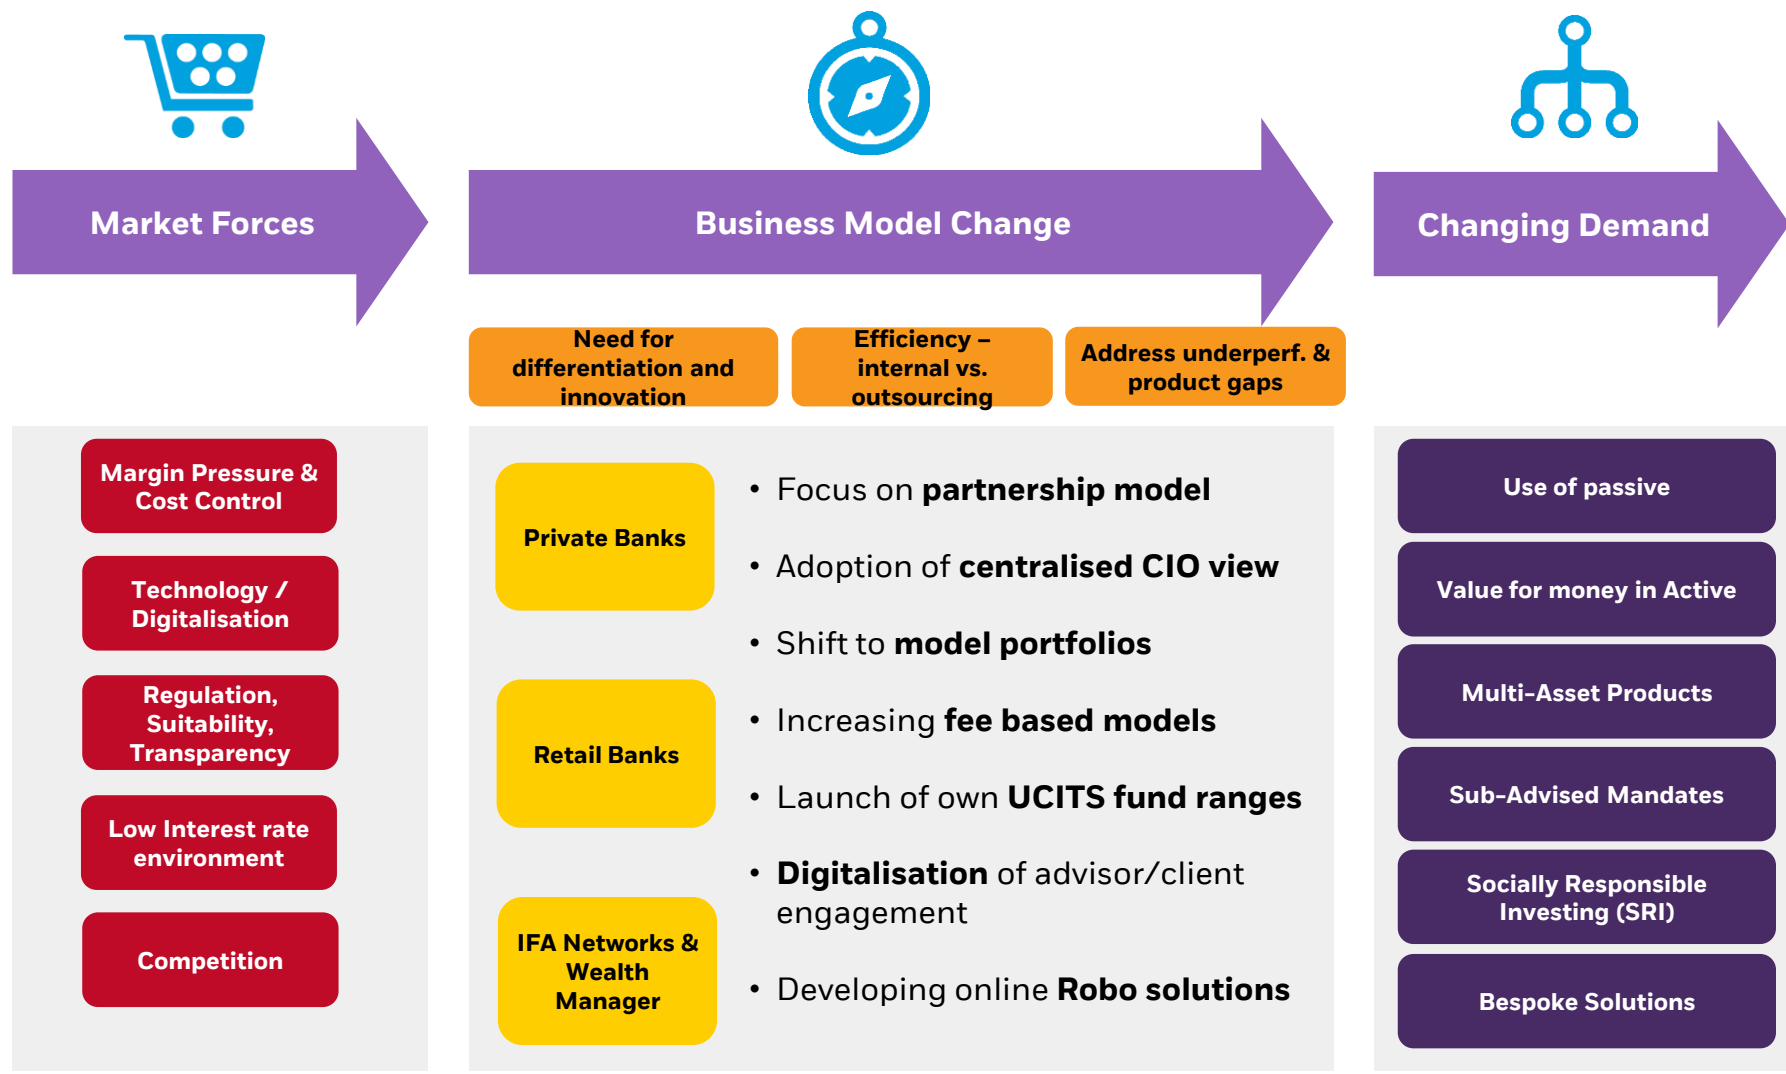 Market Forces
Business Model Change
Changing Demand
Need for
differentiation and
innovation
Efficiency –
internal vs.
outsourcing
Address underperf. &
product gaps
Margin Pressure &
Cost Control
Technology /
Digitalisation
Regulation,
Suitability,
Transparency
Low Interest rate
environment
Competition
Private Banks
Retail Banks
IFA Networks &
Wealth
Manager
• Focus on partnership model
• Adoption of centralised CIO view
• Shift to model portfolios
• Increasing fee based models
• Launch of own UCITS fund ranges
• Digitalisation of advisor/client
engagement
• Developing online Robo solutions
Use of passive
Value for money in Active
Multi-Asset Products
Sub-Advised Mandates
Socially Responsible
Investing (SRI)
Bespoke Solutions